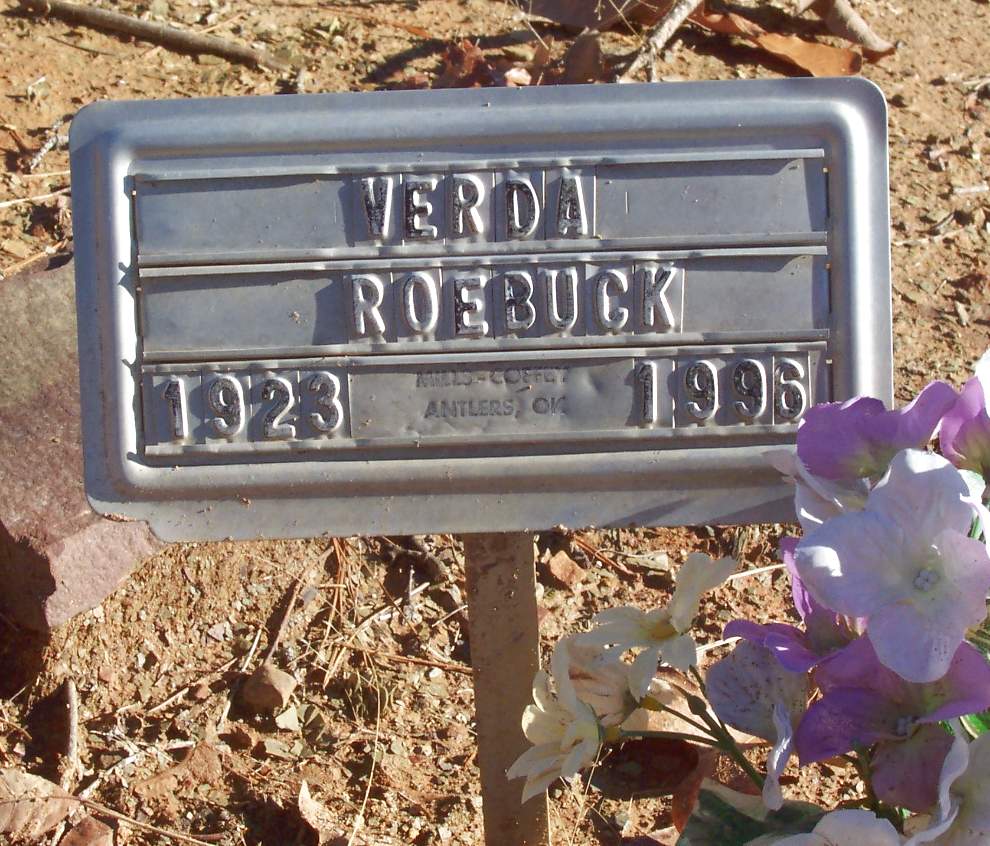 VERDA
ROEBUCK
1923 MILLS-COFFEY 1996
ANTLERS, OK